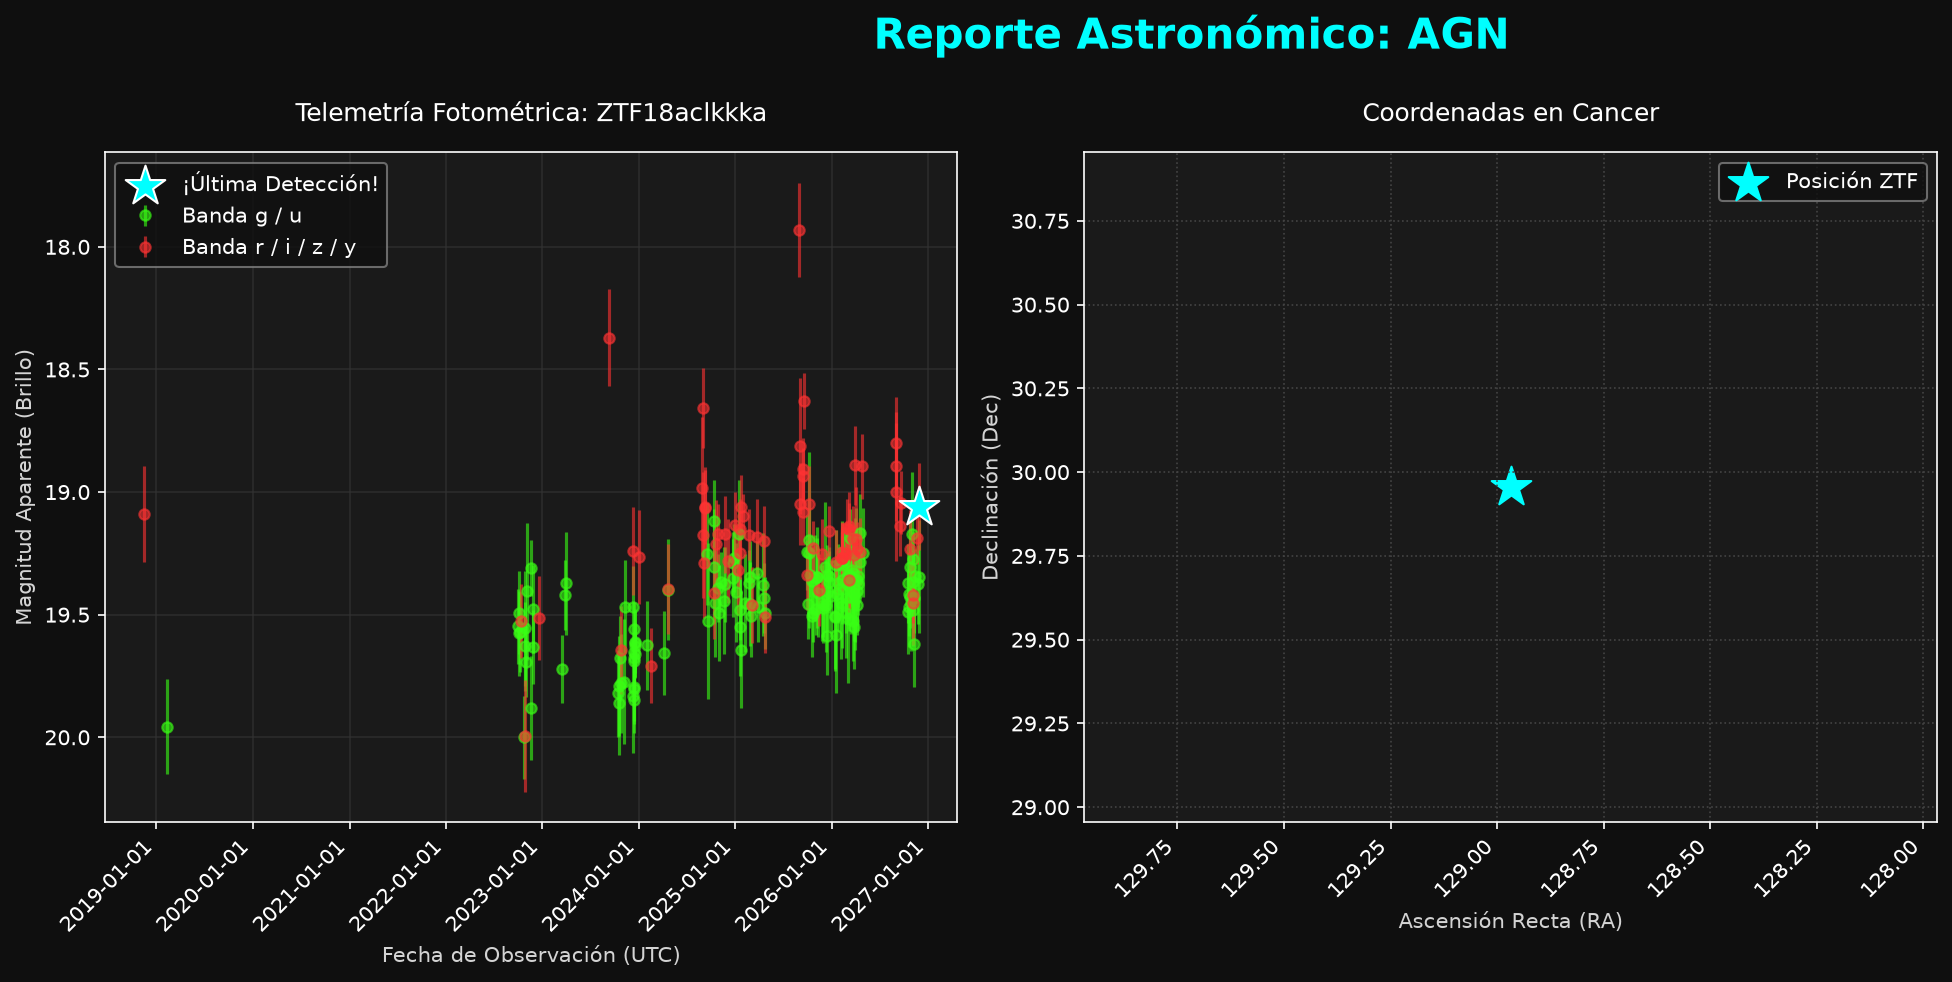 Reporte Astronómico: AGN
Telemetría Fotométrica: ZTF18aclkkka
¡Última Detección!
Banda g / u
Banda r / i / z / y
Magnitud Aparente (Brillo)
18.0
18.5
19.0
19.5
20.0
2019-01-01
2020-01-01
2021-01-01
2022-01-01
2023-01-01
2024-01-01
2025-01-01
2026-01-01
2027-01-01
Fecha de Observación (UTC)
Coordenadas en Cancer
Posición ZTF
Declinación (Dec)
30.75
30.50
30.25
30.00
29.75
29.50
29.25
29.00
129.75
129.50
129.25
129.00
128.75
128.50
128.25
128.00
Ascensión Recta (RA)